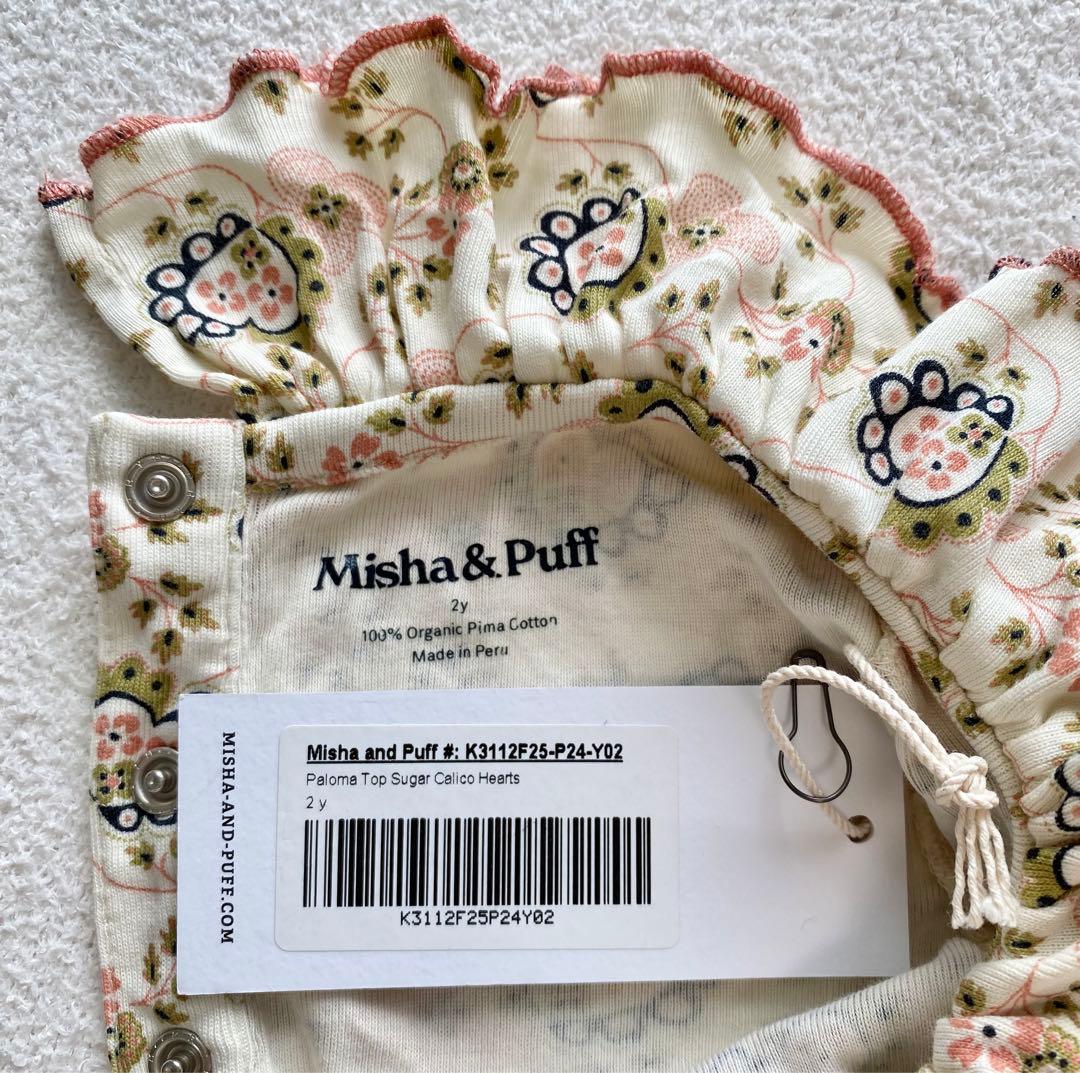 Misha & Puff
2y
100% Organic Pima Cotton
Made in Peru
MISHA-AND-PUFF.COM
Misha and Puff #: K3112F25-P24-Y02
Paloma Top Sugar Calico Hearts
2 y
K3112F25P24Y02